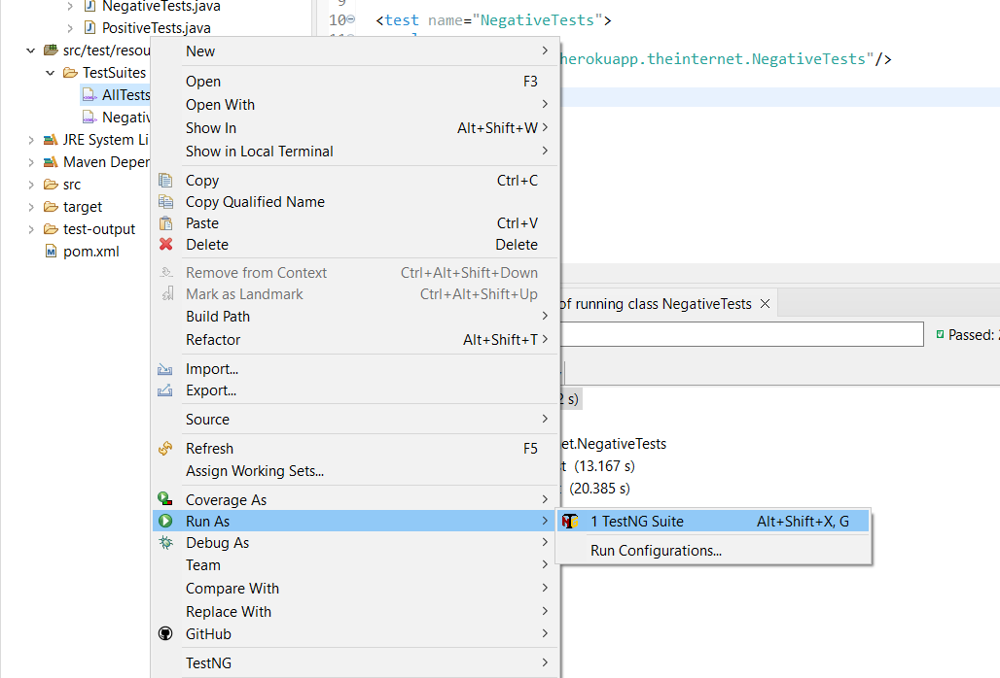 NegativeTests.java
PositiveTests.java
src/test/resou
TestSuites
AllTests
Negativ
JRE System Li
Maven Deper
src
target
test-output
pom.xml
9
10 <test name="NegativeTests">
herokuapp.theinternet.NegativeTests"/>
New
Open F3
Open With
Show In Alt+Shift+W
Show in Local Terminal
Copy Ctrl+C
Copy Qualified Name
Paste Ctrl+V
Delete Delete
Remove from Context Ctrl+Alt+Shift+Down
Mark as Landmark Ctrl+Alt+Shift+Up
Build Path
Refactor Alt+Shift+T
Import...
Export...
Source
Refresh F5
Assign Working Sets...
Coverage As
Run As
Debug As
Team
Compare With
Replace With
GitHub
TestNG
1 TestNG Suite Alt+Shift+X, G
Run Configurations...
of running class NegativeTests
Passed: 2
2 s)
et.NegativeTests
t (13.167 s)
(20.385 s)